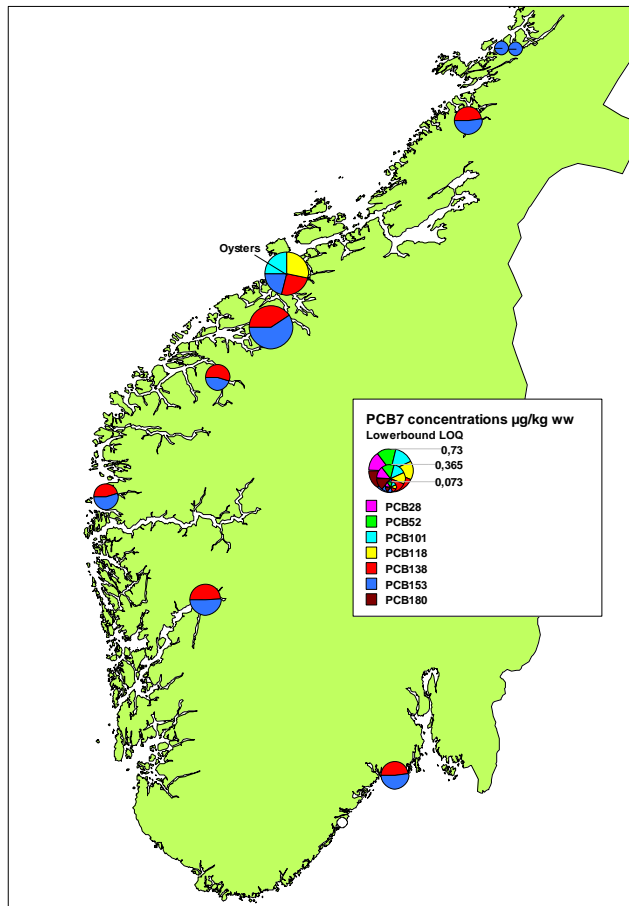 Oysters
PCB7 concentrations µg/kg ww
Lowerbound LOQ
0,73
0,365
0,073
PCB28
PCB52
PCB101
PCB118
PCB138
PCB153
PCB180